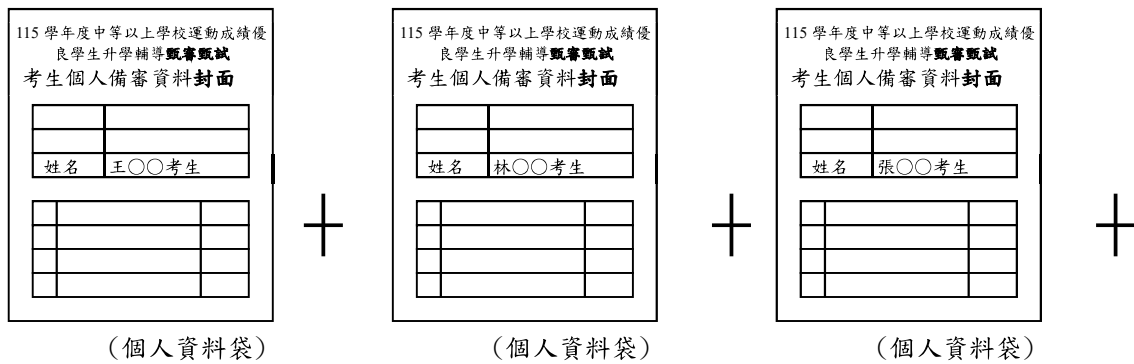 115 學年度中等以上學校運動成績優
良學生升學輔導甄審甄試
考生個人備審資料封面
姓名 王○○考生
(個人資料袋)
+
115 學年度中等以上學校運動成績優
良學生升學輔導甄審甄試
考生個人備審資料封面
姓名 林○○考生
(個人資料袋)
+
115 學年度中等以上學校運動成績優
良學生升學輔導甄審甄試
考生個人備審資料封面
姓名 張○○考生
(個人資料袋)
+